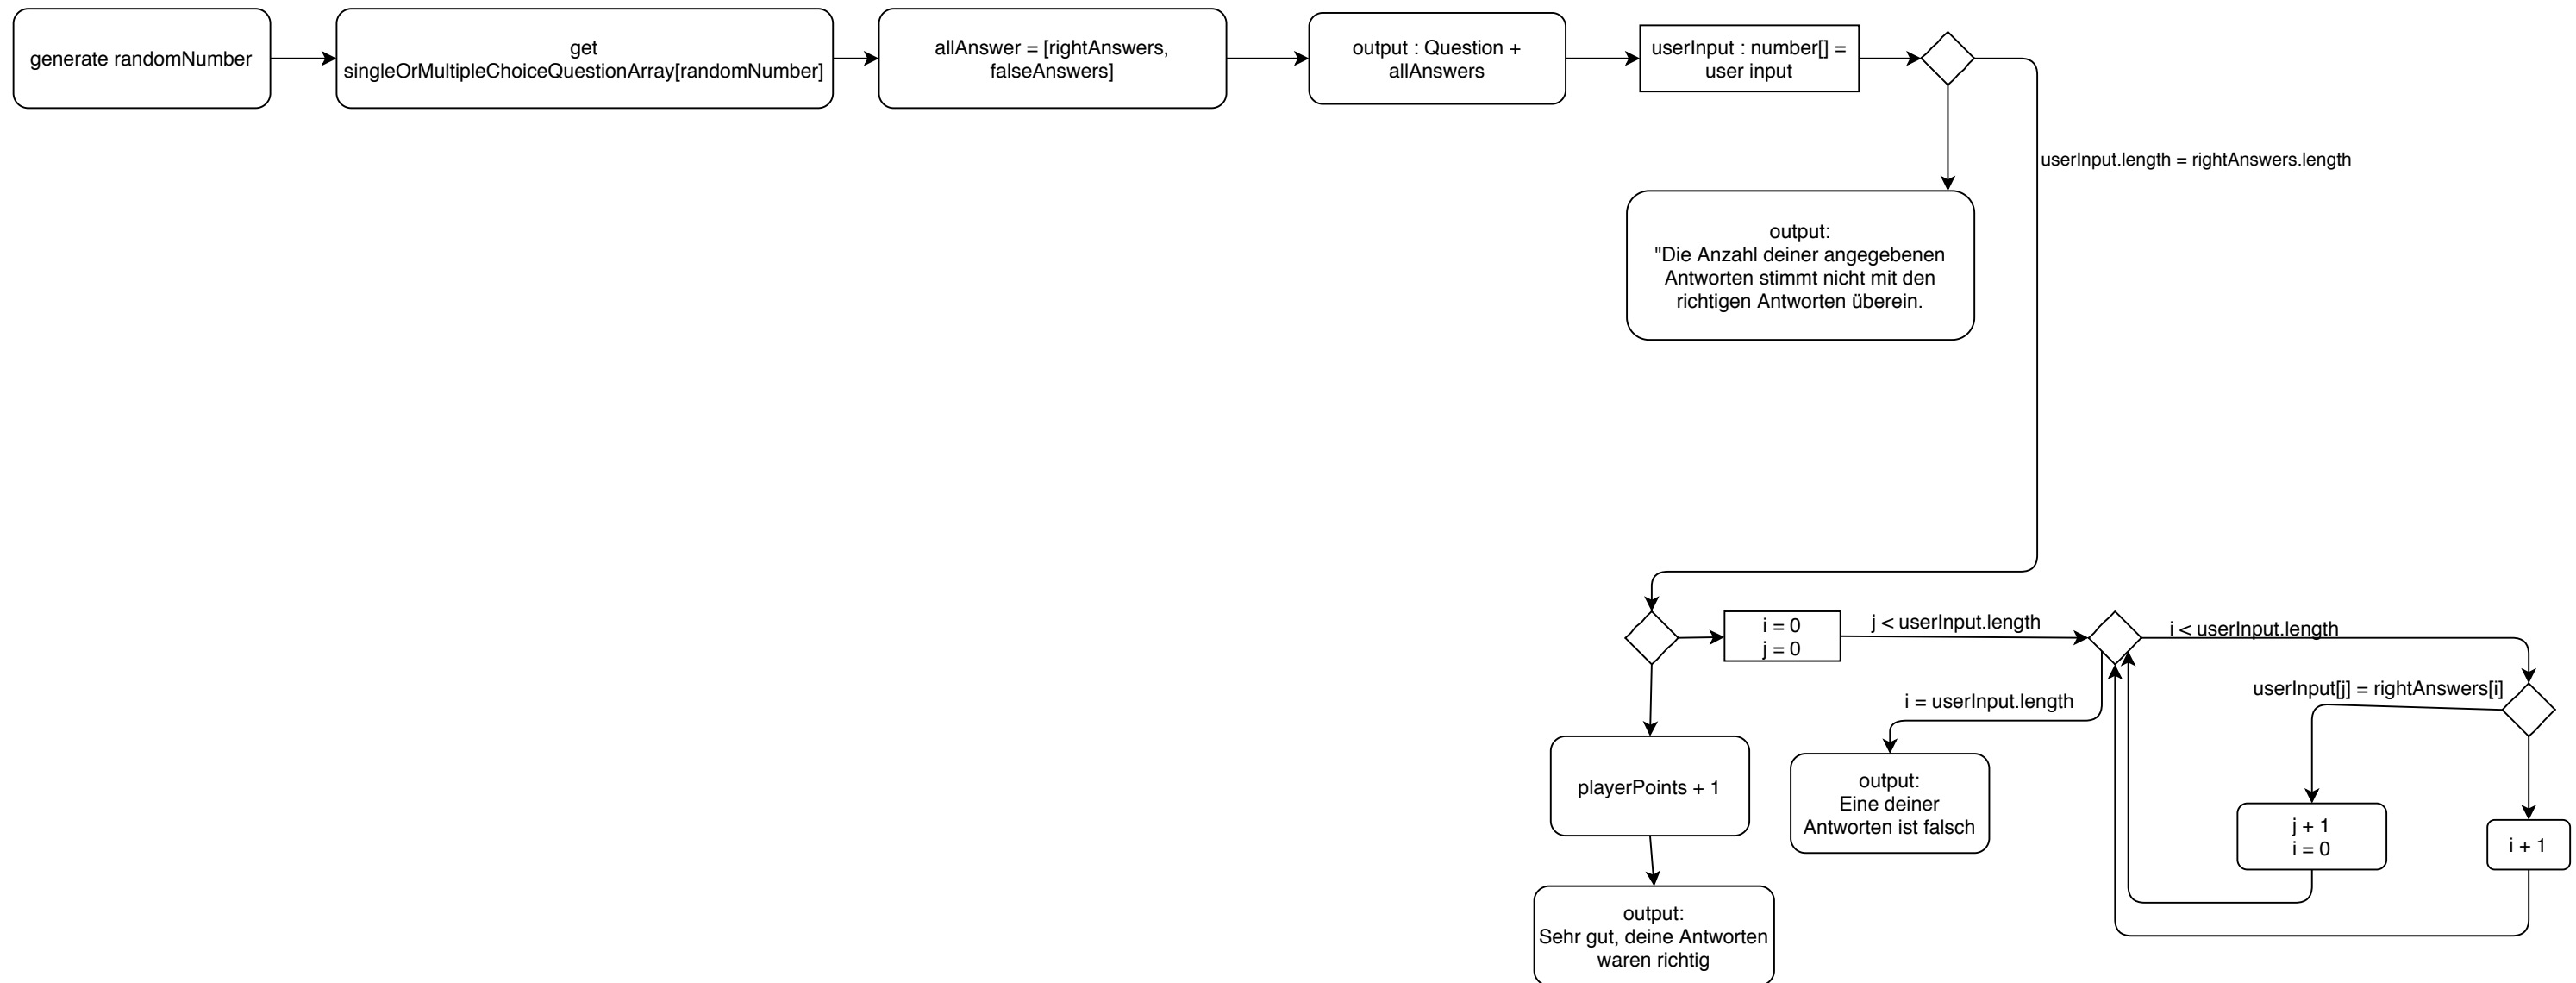 generate randomNumber
get
singleOrMultipleChoiceQuestionArray[randomNumber]
allAnswer = [rightAnswers,
falseAnswers]
output : Question +
allAnswers
userInput : number[] =
user input
userInput.length = rightAnswers.length
output:
"Die Anzahl deiner angegebenen
Antworten stimmt nicht mit den
richtigen Antworten überein.
i = 0
j = 0
j < userInput.length
i < userInput.length
userInput[j] = rightAnswers[i]
i = userInput.length
playerPoints + 1
output:
Eine deiner
Antworten ist falsch
j + 1
i = 0
i + 1
output:
Sehr gut, deine Antworten
waren richtig